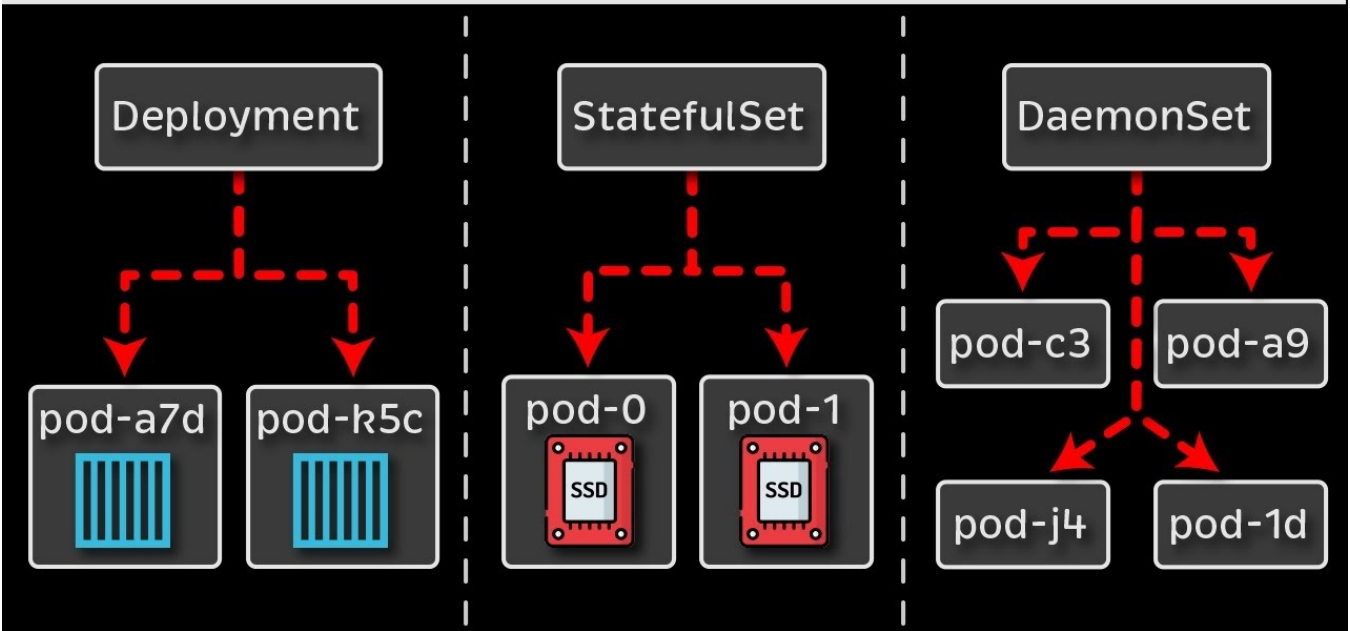 Deployment
pod-a7d
pod-k5c
StatefulSet
pod-0
SSD
pod-1
SSD
DaemonSet
pod-c3
pod-a9
pod-j4
pod-1d